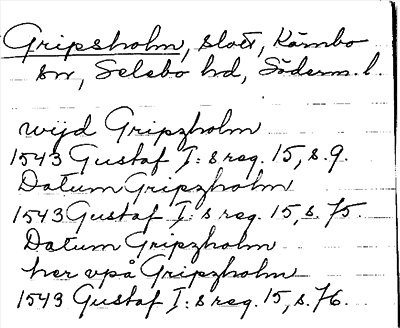 Gripsholm, slott, Kärnbo
sn, Selebo hd, Söderm. l.
wijd Gripzholm
1543 Gustaf I:s reg. 15, s. 9.
Datum Gripzholm
1543 Gustaf I:s reg. 15, s. 75.
Datum Gripzholm
her vpå Gripzholm
1543 Gustaf I:s reg. 15, s. 76.